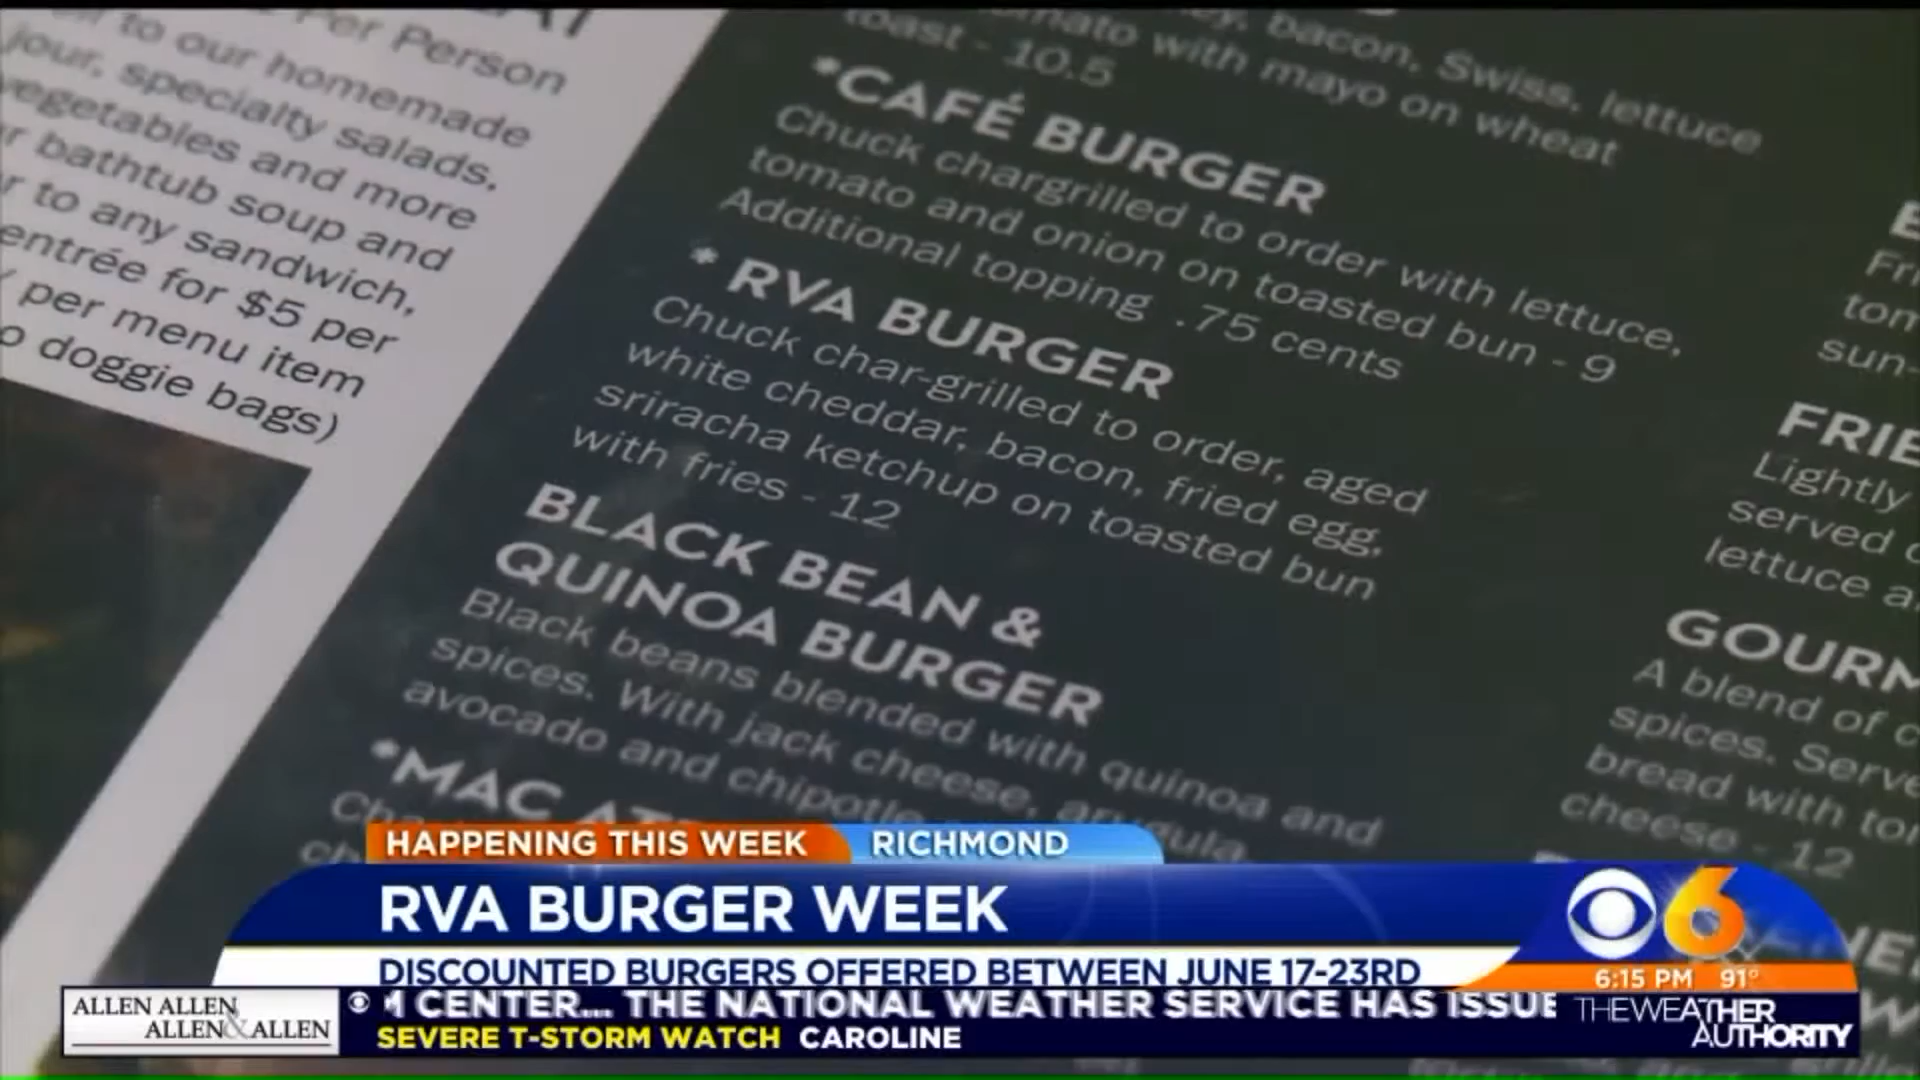 Per Person
to our homemade
jour, specialty salads,
vegetables and more
bathtub soup and
to any sandwich,
entrée for $5 per
per menu item
doggie bags)
bacon, Swiss, lettuce
with mayo on wheat
toast - 10.5
*CAFÉ BURGER
Chuck chargrilled to order with lettuce,
tomato and onion on toasted bun - 9
Additional topping .75 cents
* RVA BURGER
Chuck char-grilled to order, aged
white cheddar, bacon, fried egg,
sriracha ketchup on toasted bun
with fries - 12
BLACK BEAN &
QUINOA BURGER
Black beans blended with quinoa and
spices. With jack cheese, arugula,
avocado and chipotle
*MAC
Lightly
served
lettuce
A blend of
spices.
bread with
cheese - 12
HAPPENING THIS WEEK
RICHMOND
RVA BURGER WEEK
DISCOUNTED BURGERS OFFERED BETWEEN JUNE 17-23RD
6
6:15 PM 91°
ALLEN ALLEN
ALLEN & ALLEN
CENTER... THE NATIONAL WEATHER SERVICE HAS ISSUE
SEVERE T-STORM WATCH CAROLINE
THE WEATHER
AUTHORITY